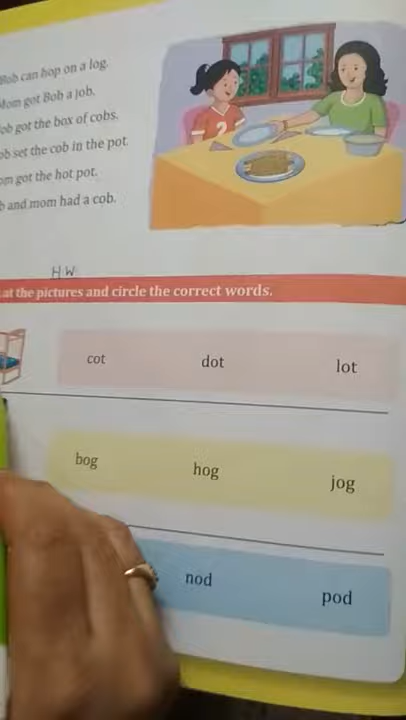 Bob can hop on a log.
Mom got Bob a job.
ob got the box of cobs.
ob set the cob in the pot.
om got the hot pot.
b and mom had a cob.
2
HW
at the pictures and circle the correct words.
cot dot lot
bog hog jog
nod pod